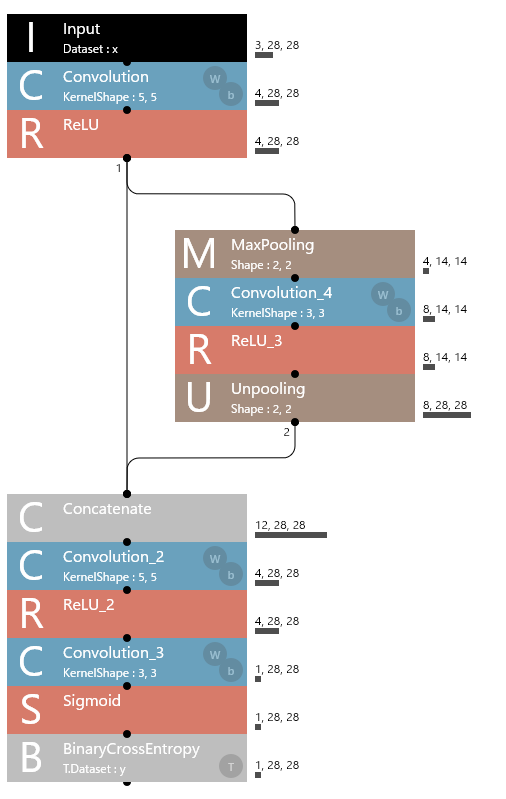 I Input
Dataset : x
3, 28, 28
C Convolution W
KernelShape : 5, 5 b
4, 28, 28
R ReLU
4, 28, 28
1
M MaxPooling
Shape : 2, 2
4, 14, 14
C Convolution_4 W
KernelShape : 3, 3 b
8, 14, 14
R ReLU_3
8, 14, 14
U Unpooling
Shape : 2, 2
8, 28, 28
2
C Concatenate
12, 28, 28
C Convolution_2 W
KernelShape : 5, 5 b
4, 28, 28
R ReLU_2
4, 28, 28
C Convolution_3 W
KernelShape : 3, 3 b
1, 28, 28
S Sigmoid
1, 28, 28
B BinaryCrossEntropy
T.Dataset : y T
1, 28, 28